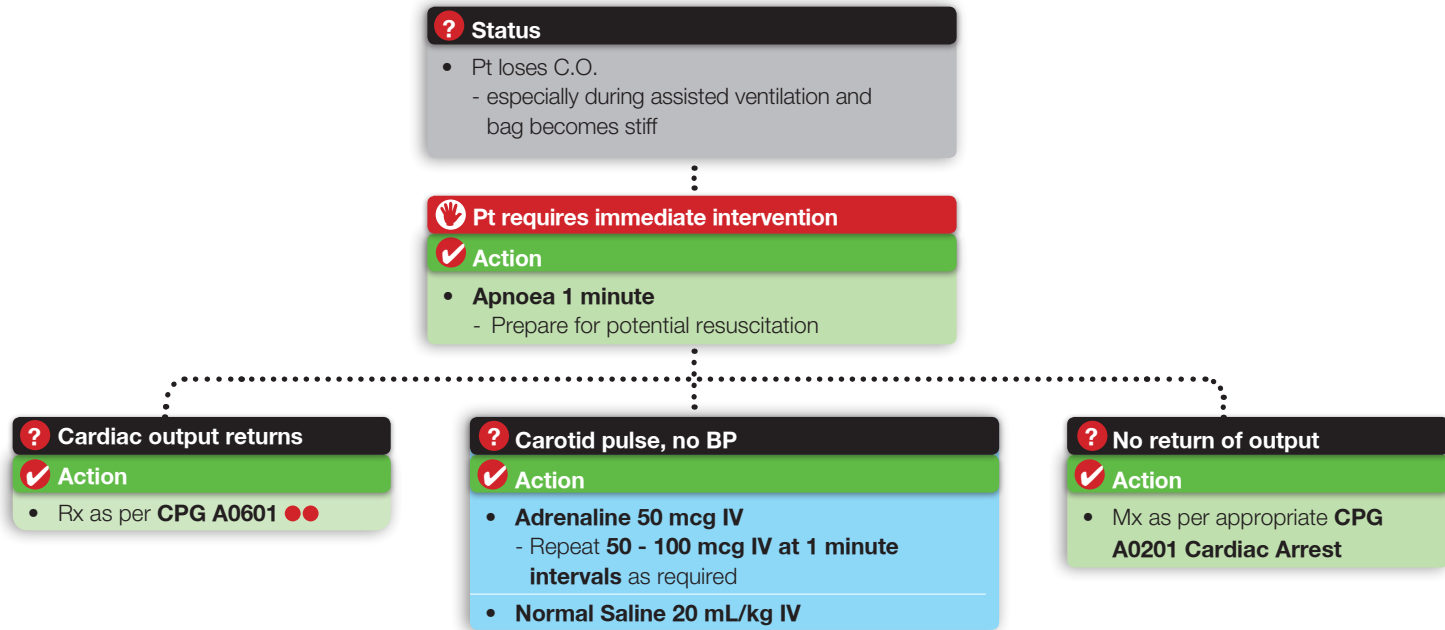 ? Status
• Pt loses C.O.
- especially during assisted ventilation and
bag becomes stiff
Pt requires immediate intervention
Action
• Apnoea 1 minute
- Prepare for potential resuscitation
? Cardiac output returns
Action
• Rx as per CPG A0601
? Carotid pulse, no BP
Action
• Adrenaline 50 mcg IV
- Repeat 50 - 100 mcg IV at 1 minute
intervals as required
• Normal Saline 20 mL/kg IV
? No return of output
Action
• Mx as per appropriate CPG
A0201 Cardiac Arrest